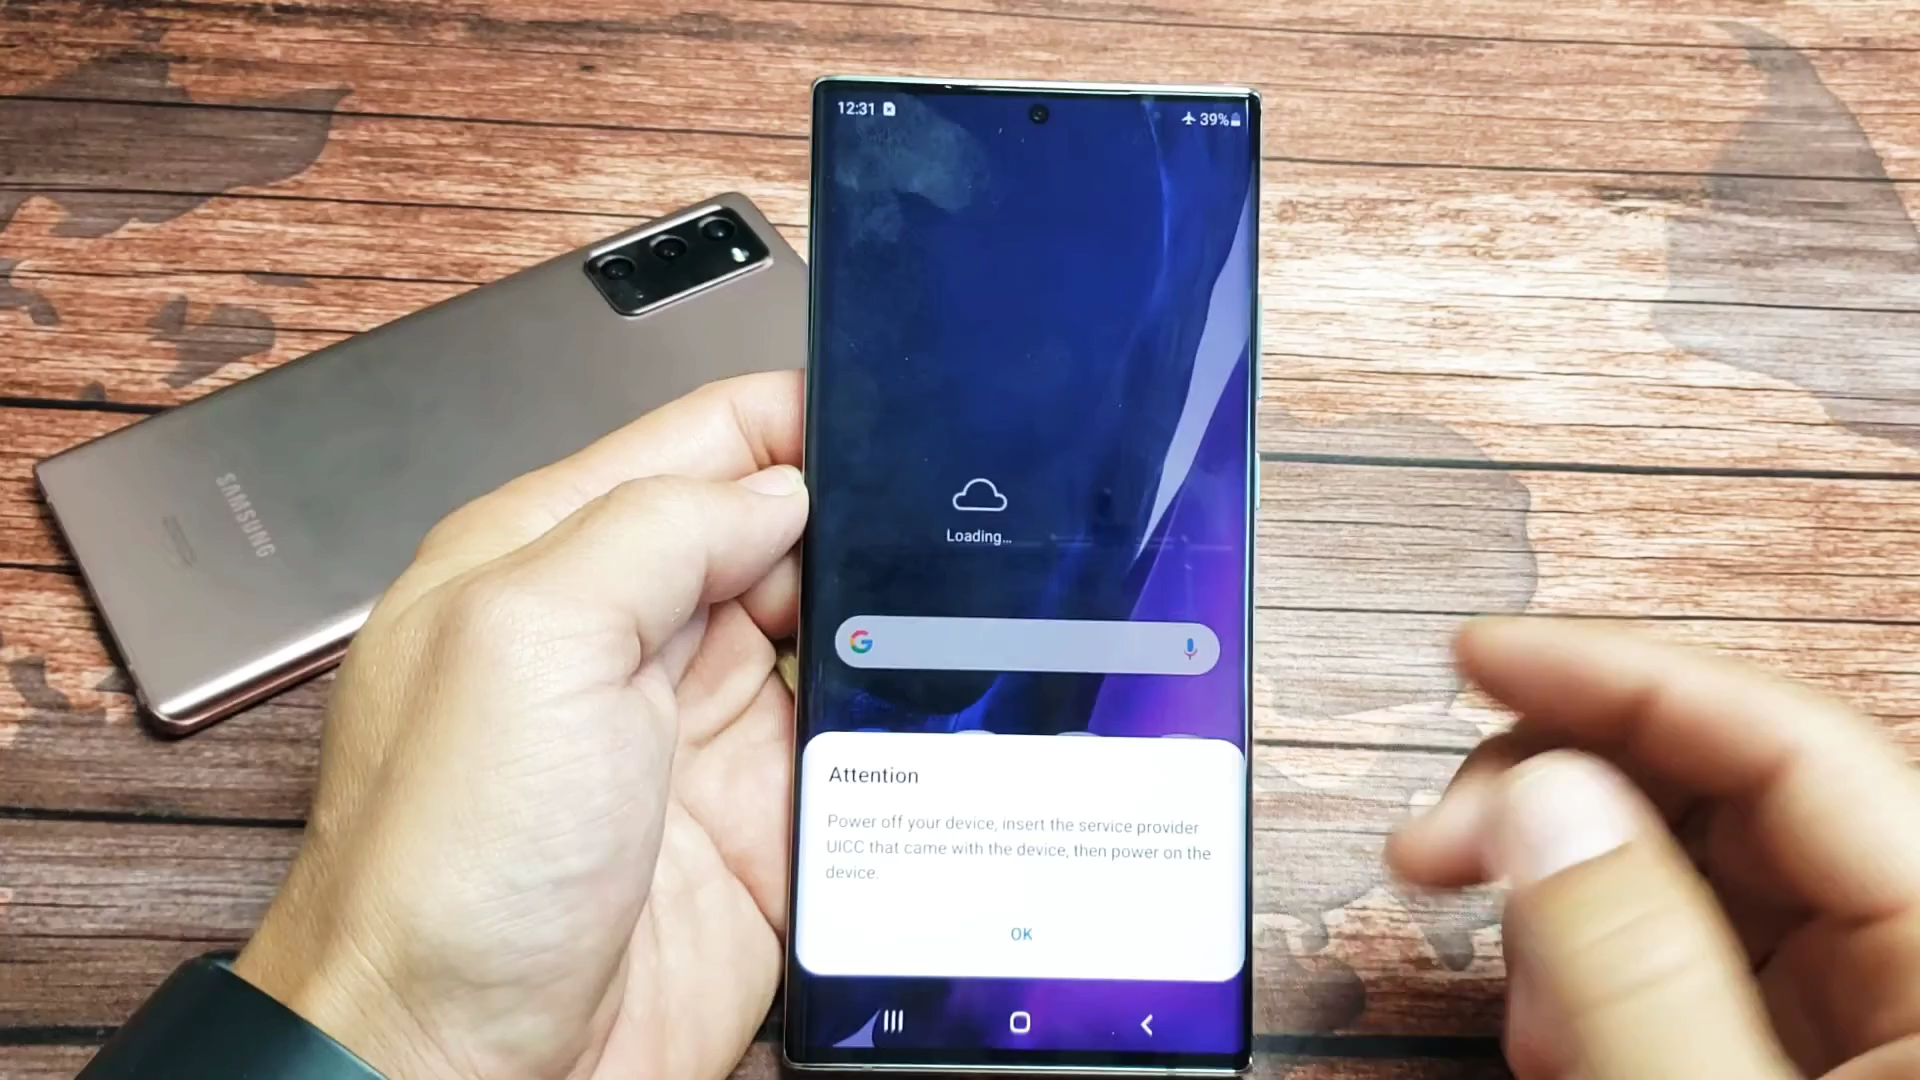 12:31
39%
SAMSUNG
Loading...
Attention
Power off your device, insert the service provider
UICC that came with the device, then power on the
device.
OK